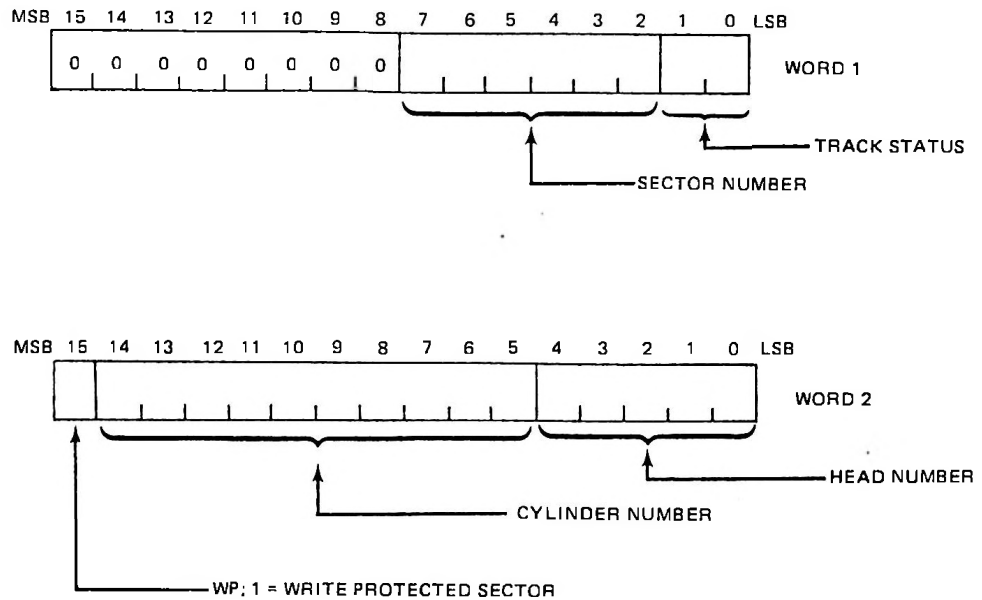 MSB 15 14 13 12 11 10 9 8 7 6 5 4 3 2 1 0 LSB
0 0 0 0 0 0 0 0 WORD 1
TRACK STATUS
SECTOR NUMBER
MSB 15 14 13 12 11 10 9 8 7 6 5 4 3 2 1 0 LSB
WORD 2
HEAD NUMBER
CYLINDER NUMBER
WP; 1 = WRITE PROTECTED SECTOR